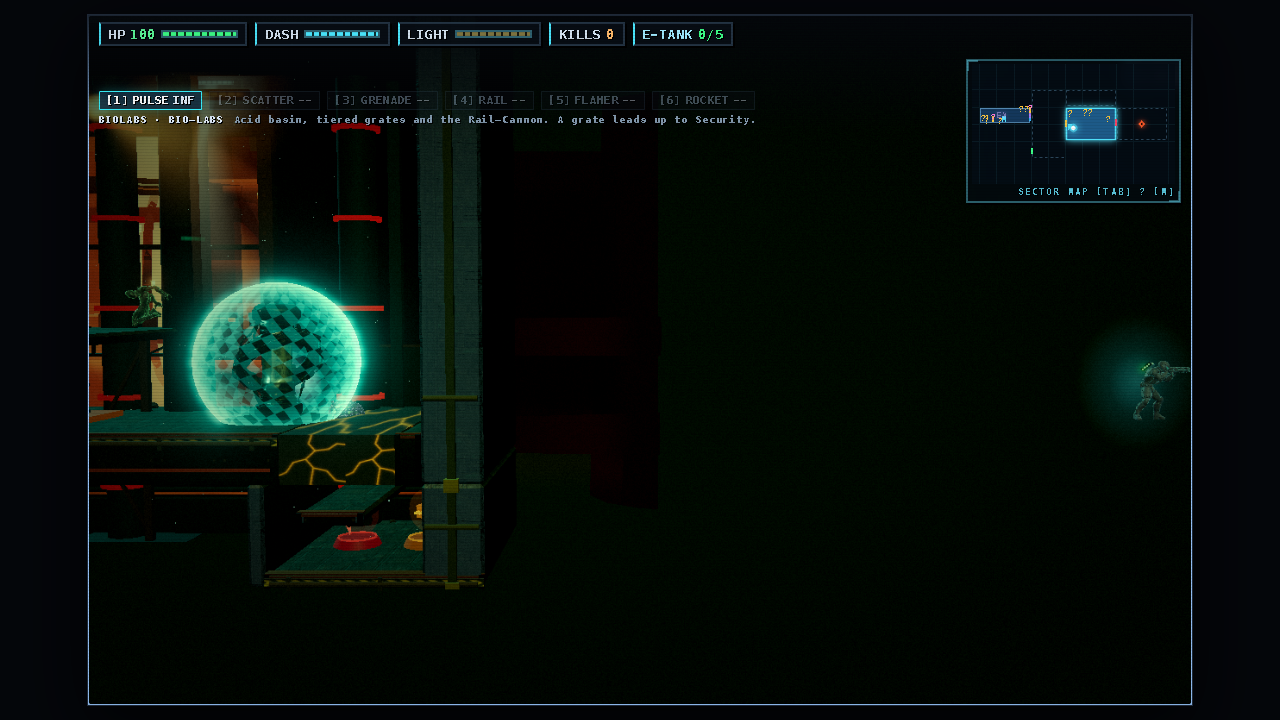 HP 100 DASH LIGHT KILLS 0 E-TANK 0/5
[1] PULSE INF [2] SCATTER -- [3] GRENADE -- [4] RAIL -- [5] FLAMER -- [6] ROCKET --
BIOLABS · BIO-LABS Acid basin, tiered grates and the Rail-Cannon. A grate leads up to Security.
SECTOR MAP [TAB] ? [M]